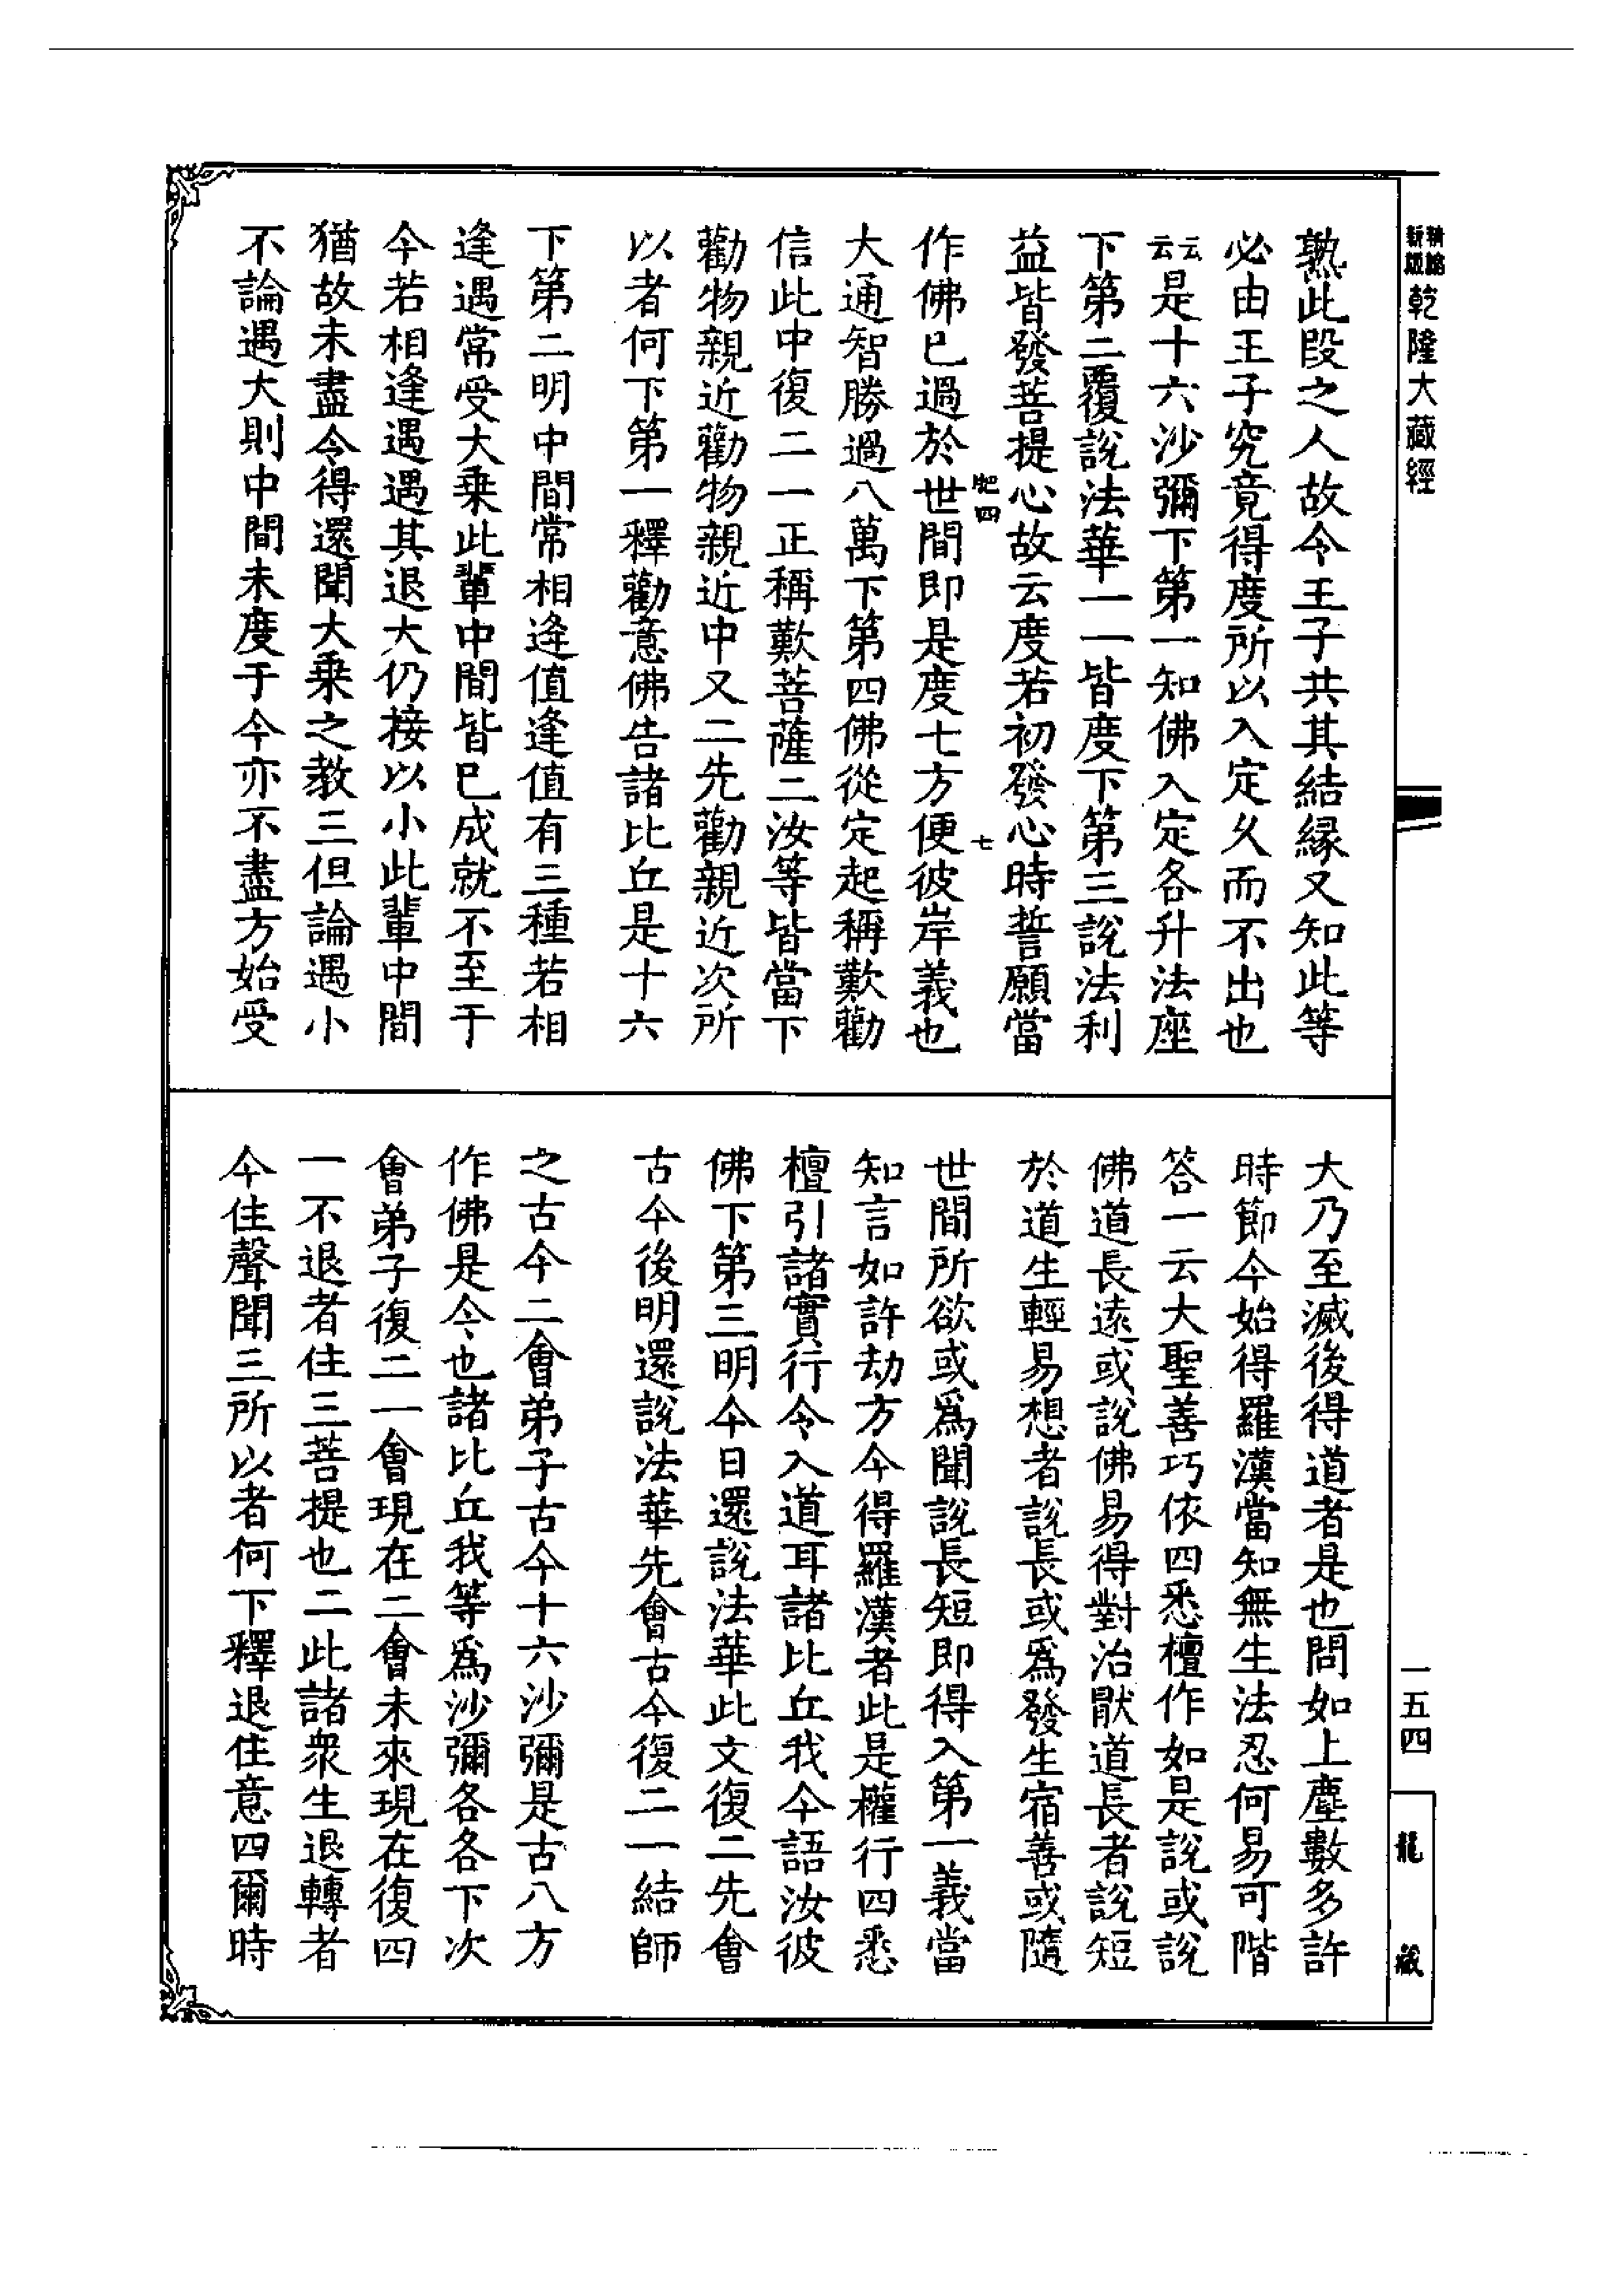 新版
精縮
乾隆大藏經
熟此段之人故令王子共其結緣又知此等
必由王子究竟得度所以入定久而不出也
云云是十六沙彌下第一知佛入定各升法座
下第二覆說法華一一皆度下第三說法利
益皆發菩提心故云度若初發心時誓願當
肥四
七
作佛已過於世間即是度七方便彼岸義也
大通智勝過八萬下第四佛從定起稱歎勸
信此中復二一正稱歎菩薩二汝等皆當下
勸物親近勸物親近中又二先勸親近次所
以者何下第一釋勸意佛告諸比丘是十六
下第二明中間常相逢值逢值有三種若相
逢遇常受大乘此輩中間皆已成就不至于
今若相逢遇遇其退大仍接以小此輩中間
猶故未盡令得還聞大乘之教三但論遇小
不論遇大則中間未度于今亦不盡方始受
大乃至滅後得道者是也問如上塵數多許
時節今始得羅漢當知無生法忍何易可階
答一云大聖善巧依四悉檀作如是說或說
佛道長遠或說佛易得對治猒道長者說短
於道生輕易想者說長或為發生宿善或隨
世間所欲或為聞說長短即得入第一義當
知言如許劫方今得羅漢者此是權行四悉
檀引諸實行令入道耳諸比丘我今語汝彼
佛下第三明今日還說法華此文復二先會
古今後明還說法華先會古今復二一結師
之古今二會弟子古今十六沙彌是古八方
作佛是今也諸比丘我等為沙彌各各下次
會弟子復二一會現在二會未來現在復四
一不退者住三菩提也二此諸眾生退轉者
今住聲聞三所以者何下釋退住意四爾時
一五四
龍藏